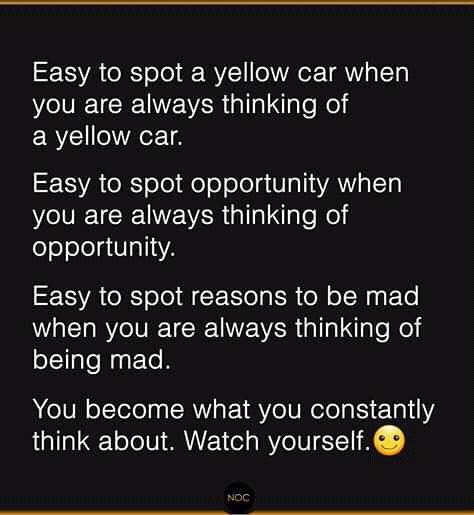 Easy to spot a yellow car when
you are always thinking of
a yellow car.
Easy to spot opportunity when
you are always thinking of
opportunity.
Easy to spot reasons to be mad
when you are always thinking of
being mad.
You become what you constantly
think about. Watch yourself.🙂
NOC